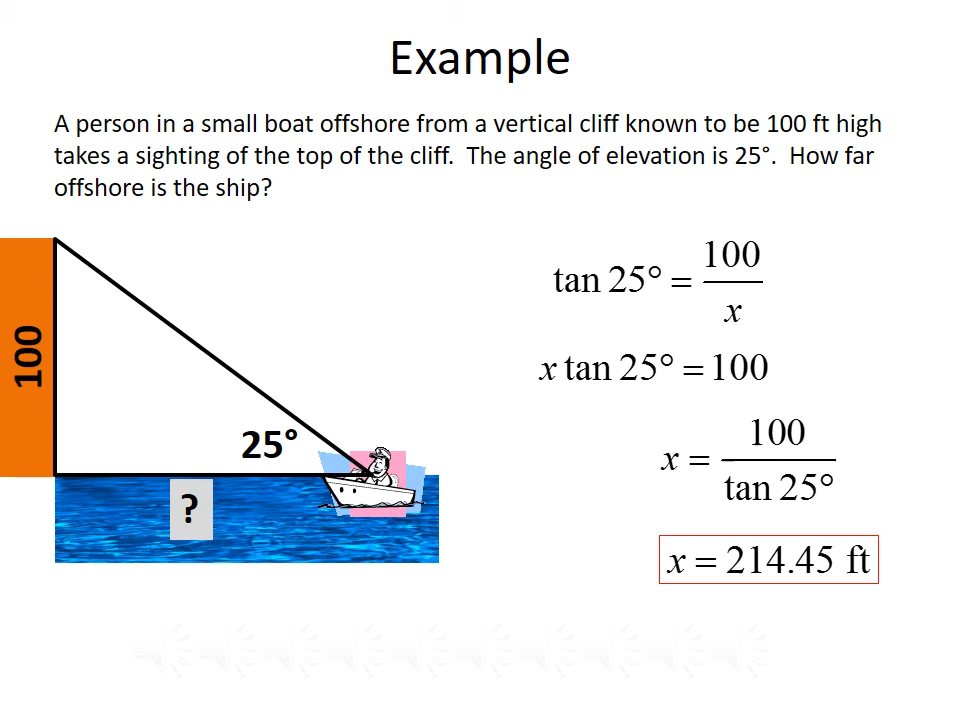 Example
A person in a small boat offshore from a vertical cliff known to be 100 ft high
takes a sighting of the top of the cliff.  The angle of elevation is 25°.  How far
offshore is the ship?
100
25°
?
tan 25° = 100/x
x tan 25° = 100
x = 100/tan 25°
x = 214.45 ft